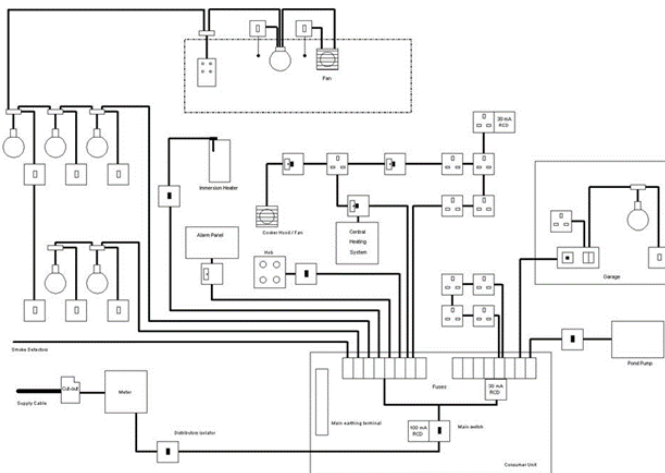 Fan
30 mA
RCD
Immersion Heater
Cooker Hood / Fan
Alarm Panel
Central
Heating
System
Hob
Garage
Smoke Detectors
Pond Pump
Cut-out
Meter
Fuses
30 mA
RCD
Supply Cable
Main earthing terminal
100 mA
RCD
Main switch
Distribution Isolator
Consumer Unit